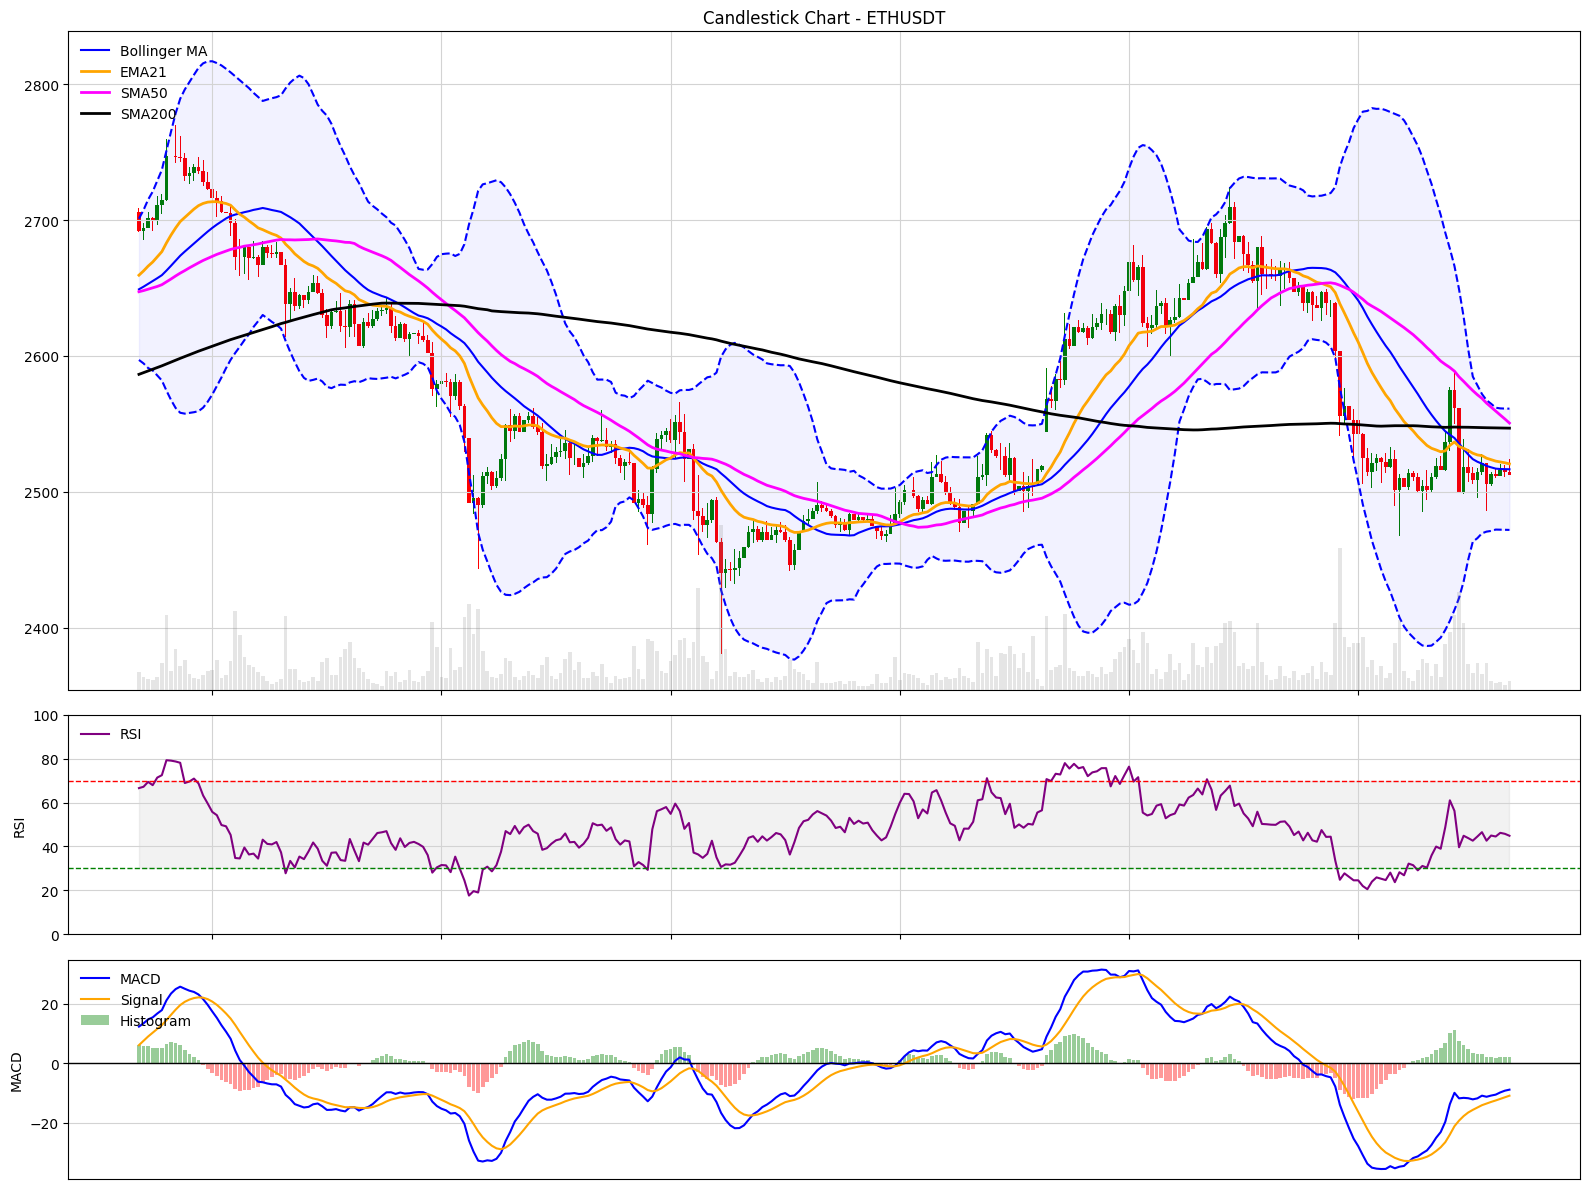 Candlestick Chart - ETHUSDT
Bollinger MA
EMA21
SMA50
SMA200
2800
2700
2600
2500
2400
RSI
100
80
60
40
20
0
RSI
MACD
Signal
Histogram
20
0
−20
MACD